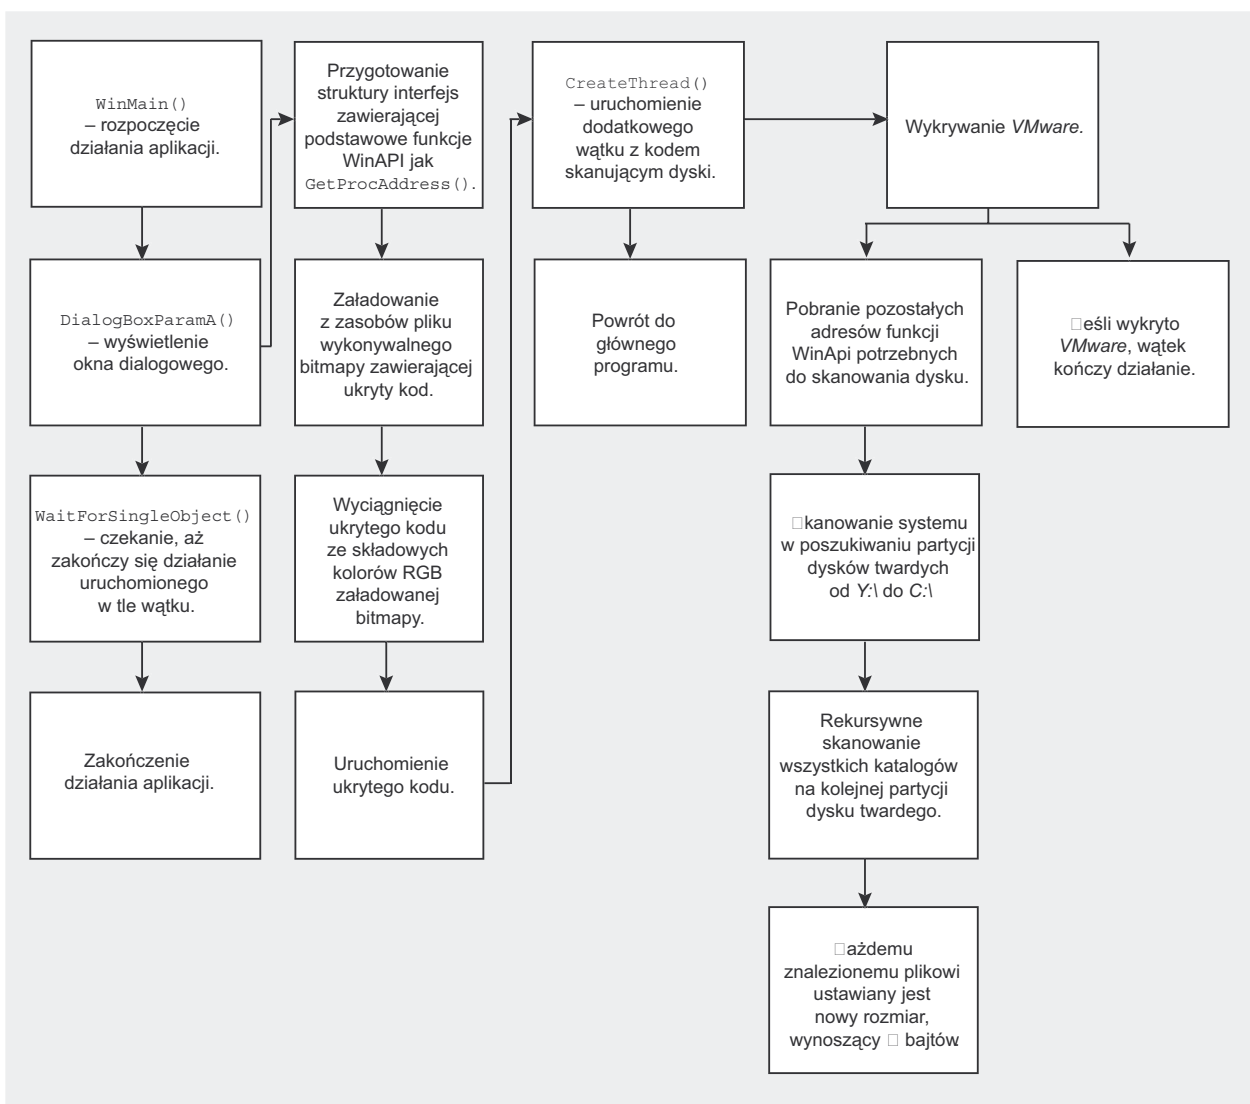 WinMain()
– rozpoczęcie
działania aplikacji.
DialogBoxParamA()
– wyświetlenie
okna dialogowego.
WaitForSingleObject()
– czekanie, aż
zakończy się działanie
uruchomionego
w tle wątku.
Zakończenie
działania aplikacji.
Przygotowanie
struktury interfejs
zawierającej
podstawowe funkcje
WinAPI jak
GetProcAddress().
Załadowanie
z zasobów pliku
wykonywalnego
bitmapy zawierającej
ukryty kod.
Wyciągnięcie
ukrytego kodu
ze składowych
kolorów RGB
załadowanej
bitmapy.
Uruchomienie
ukrytego kodu.
CreateThread()
– uruchomienie
dodatkowego
wątku z kodem
skanującym dyski.
Powrót do
głównego
programu.
Wykrywanie VMware.
Pobranie pozostałych
adresów funkcji
WinApi potrzebnych
do skanowania dysku.
□kanowanie systemu
w poszukiwaniu partycji
dysków twardych
od Y:\ do C:\
Rekursywne
skanowanie
wszystkich katalogów
na kolejnej partycji
dysku twardego.
□ażdemu
znalezionemu plikowi
ustawiany jest
nowy rozmiar,
wynoszący □ bajtów.
□eśli wykryto
VMware, wątek
kończy działanie.